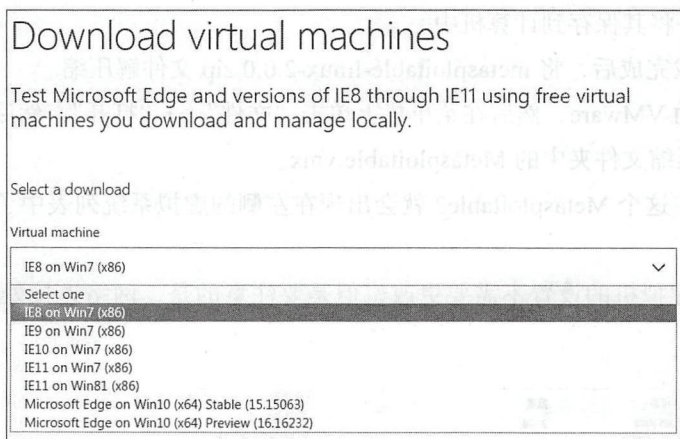 Download virtual machines
Test Microsoft Edge and versions of IE8 through IE11 using free virtual
machines you download and manage locally.
Select a download
Virtual machine
IE8 on Win7 (x86)
Select one
IE8 on Win7 (x86)
IE9 on Win7 (x86)
IE10 on Win7 (x86)
IE11 on Win7 (x86)
IE11 on Win81 (x86)
Microsoft Edge on Win10 (x64) Stable (15.15063)
Microsoft Edge on Win10 (x64) Preview (16.16232)